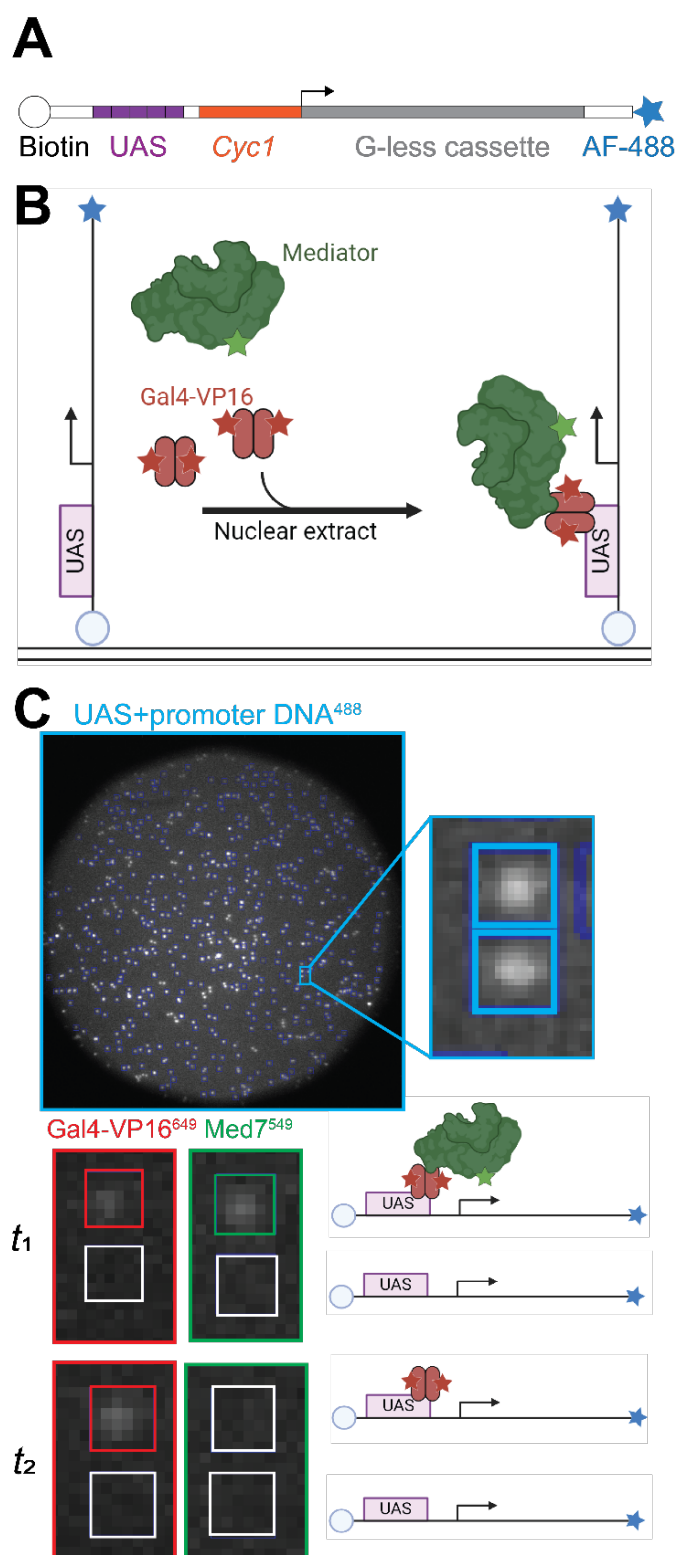 A
Biotin UAS Cyc1 G-less cassette AF-488
B
Mediator
Gal4-VP16
Nuclear extract
UAS
UAS
C UAS+promoter DNA⁴⁸⁸
Gal4-VP16⁶⁴⁹ Med7⁵⁴⁹
t₁
UAS
UAS
t₂
UAS
UAS